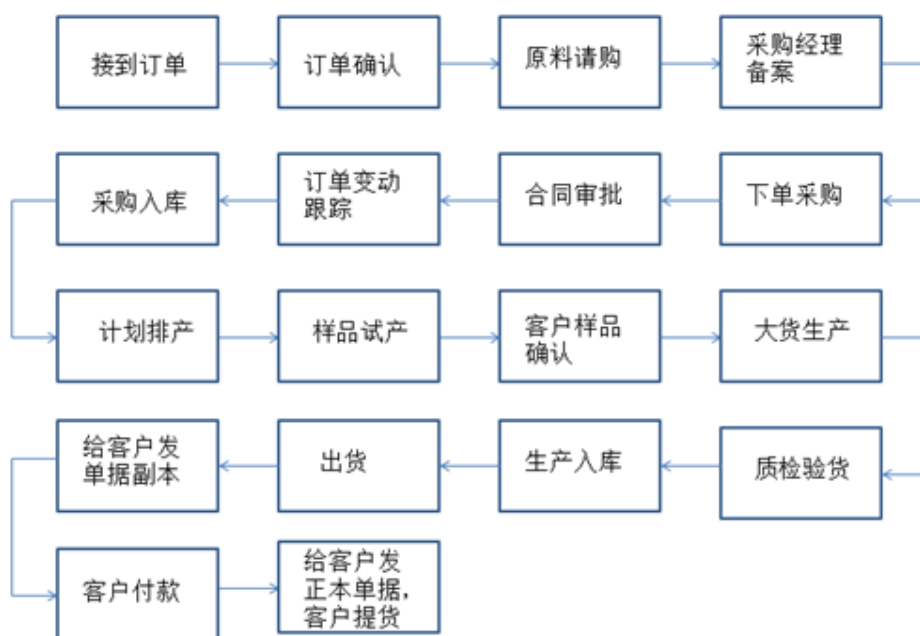 接到订单
订单确认
原料请购
采购经理
备案
采购入库
订单变动
跟踪
合同审批
下单采购
计划排产
样品试产
客户样品
确认
大货生产
给客户发
单据副本
出货
生产入库
质检验货
客户付款
给客户发
正本单据，
客户提货